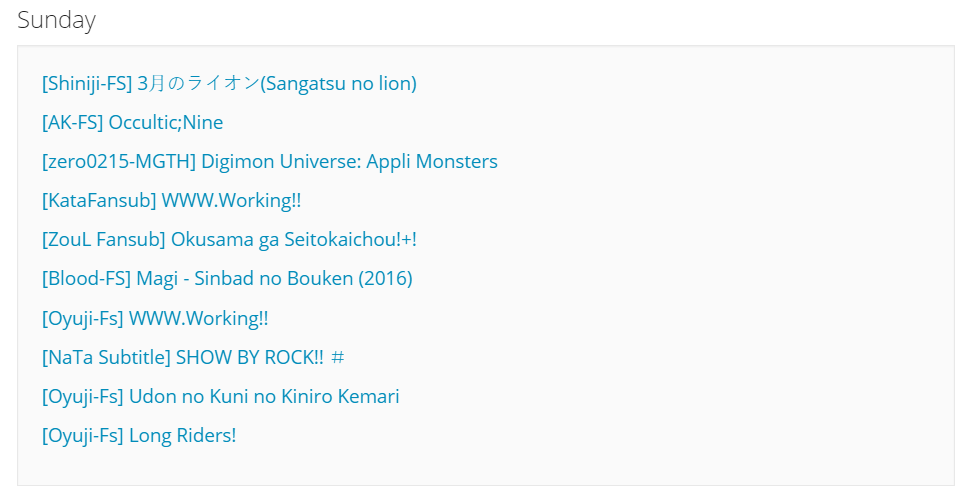 Sunday
[Shiniji-FS] 3月のライオン(Sangatsu no lion)
[AK-FS] Occultic;Nine
[zero0215-MGTH] Digimon Universe: Appli Monsters
[KataFansub] WWW.Working!!
[ZouL Fansub] Okusama ga Seitokaichou!+!
[Blood-FS] Magi - Sinbad no Bouken (2016)
[Oyuji-Fs] WWW.Working!!
[NaTa Subtitle] SHOW BY ROCK!! ＃
[Oyuji-Fs] Udon no Kuni no Kiniro Kemari
[Oyuji-Fs] Long Riders!